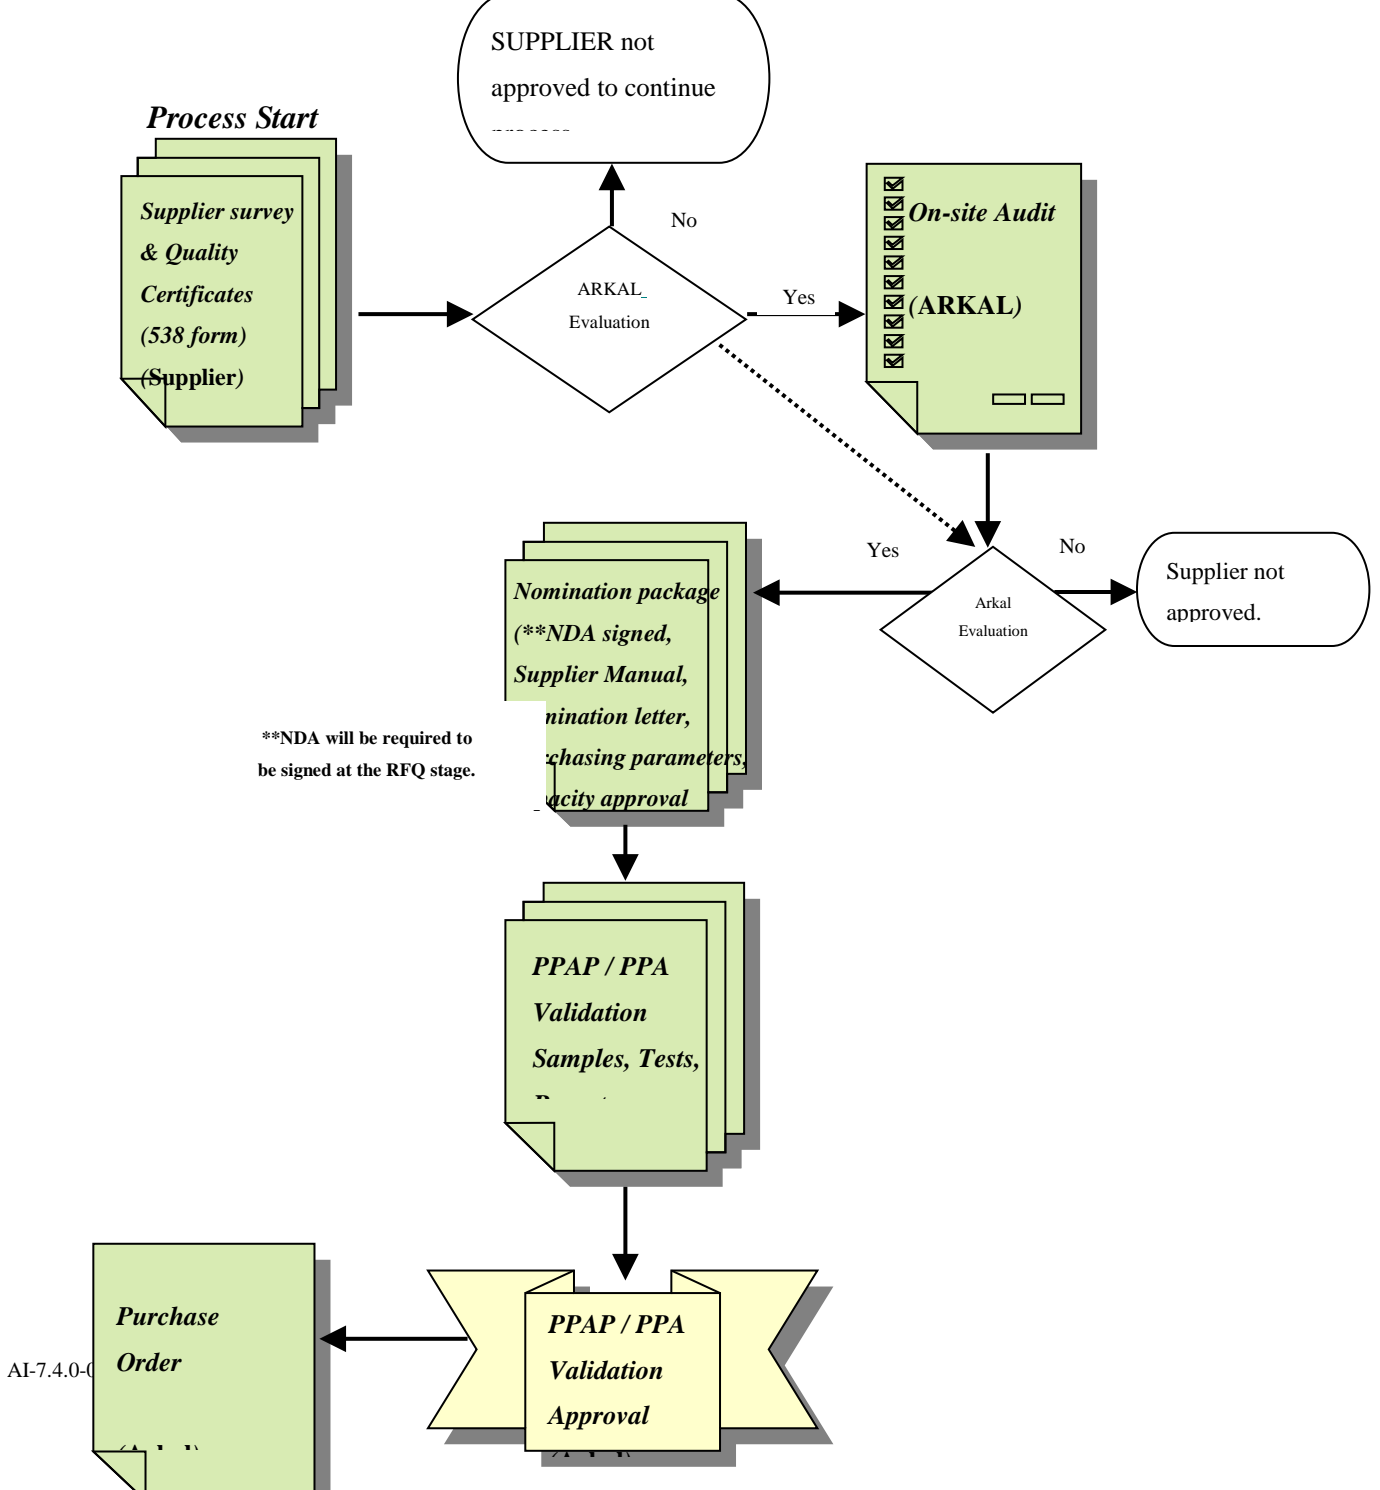 SUPPLIER not
approved to continue
Process Start
Supplier survey
& Quality
Certificates
(538 form)
(Supplier)
No
ARKAL
Evaluation
Yes
On-site Audit
(ARKAL)
Yes
No
Arkal
Evaluation
Supplier not
approved.
Nomination package
(**NDA signed,
Supplier Manual,
mination letter,
rchasing parameters,
acity approval
**NDA will be required to
be signed at the RFQ stage.
PPAP / PPA
Validation
Samples, Tests,
PPAP / PPA
Validation
Approval
Purchase
Order
AI-7.4.0-0